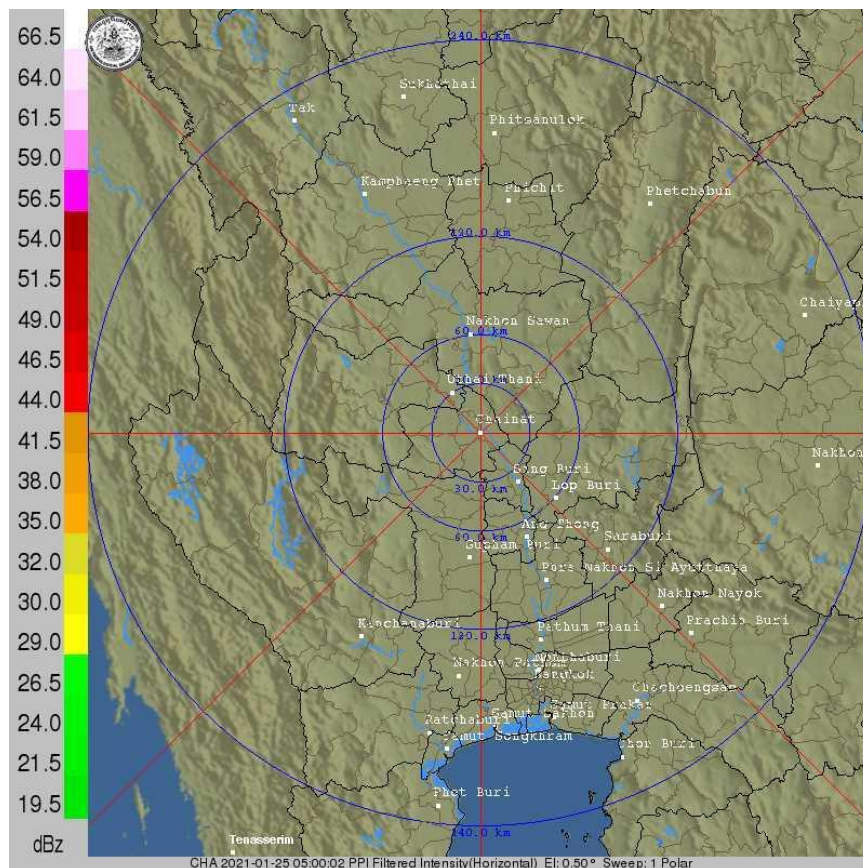 66.5
64.0
61.5
59.0
56.5
54.0
51.5
49.0
46.5
44.0
41.5
38.0
35.0
32.0
30.0
29.0
26.5
24.0
21.5
19.5
dBz
240.0 km
Sukhothai
Tak
Phitsanulok
Kamphaeng Phet
Phichit
Phetchabun
120.0 km
Chaiyap
Nakhon Sawan
60.0 km
Uthai Thani
Chainat
Nakhon
Sing Buri
30.0 km
Lop Buri
Ang Thong
60.0 km
Suphan Buri
Saraburi
Pora Nakhon Si Ayutthaya
Nakhon Nayok
Kanchanaburi
120.0 km
Pathum Thani
Prachin Buri
Nakhon Pathom
Nonthaburi
Bangkok
Chachoengsao
Samut Prakar
Samut Sakhon
Ratchaburi
Samut Songkhram
Chor Buri
Phet Buri
240.0 km
Tenasserim
CHA 2021-01-25 05:00:02 PPI Filtered Intensity(Horizontal) El: 0.50° Sweep: 1 Polar